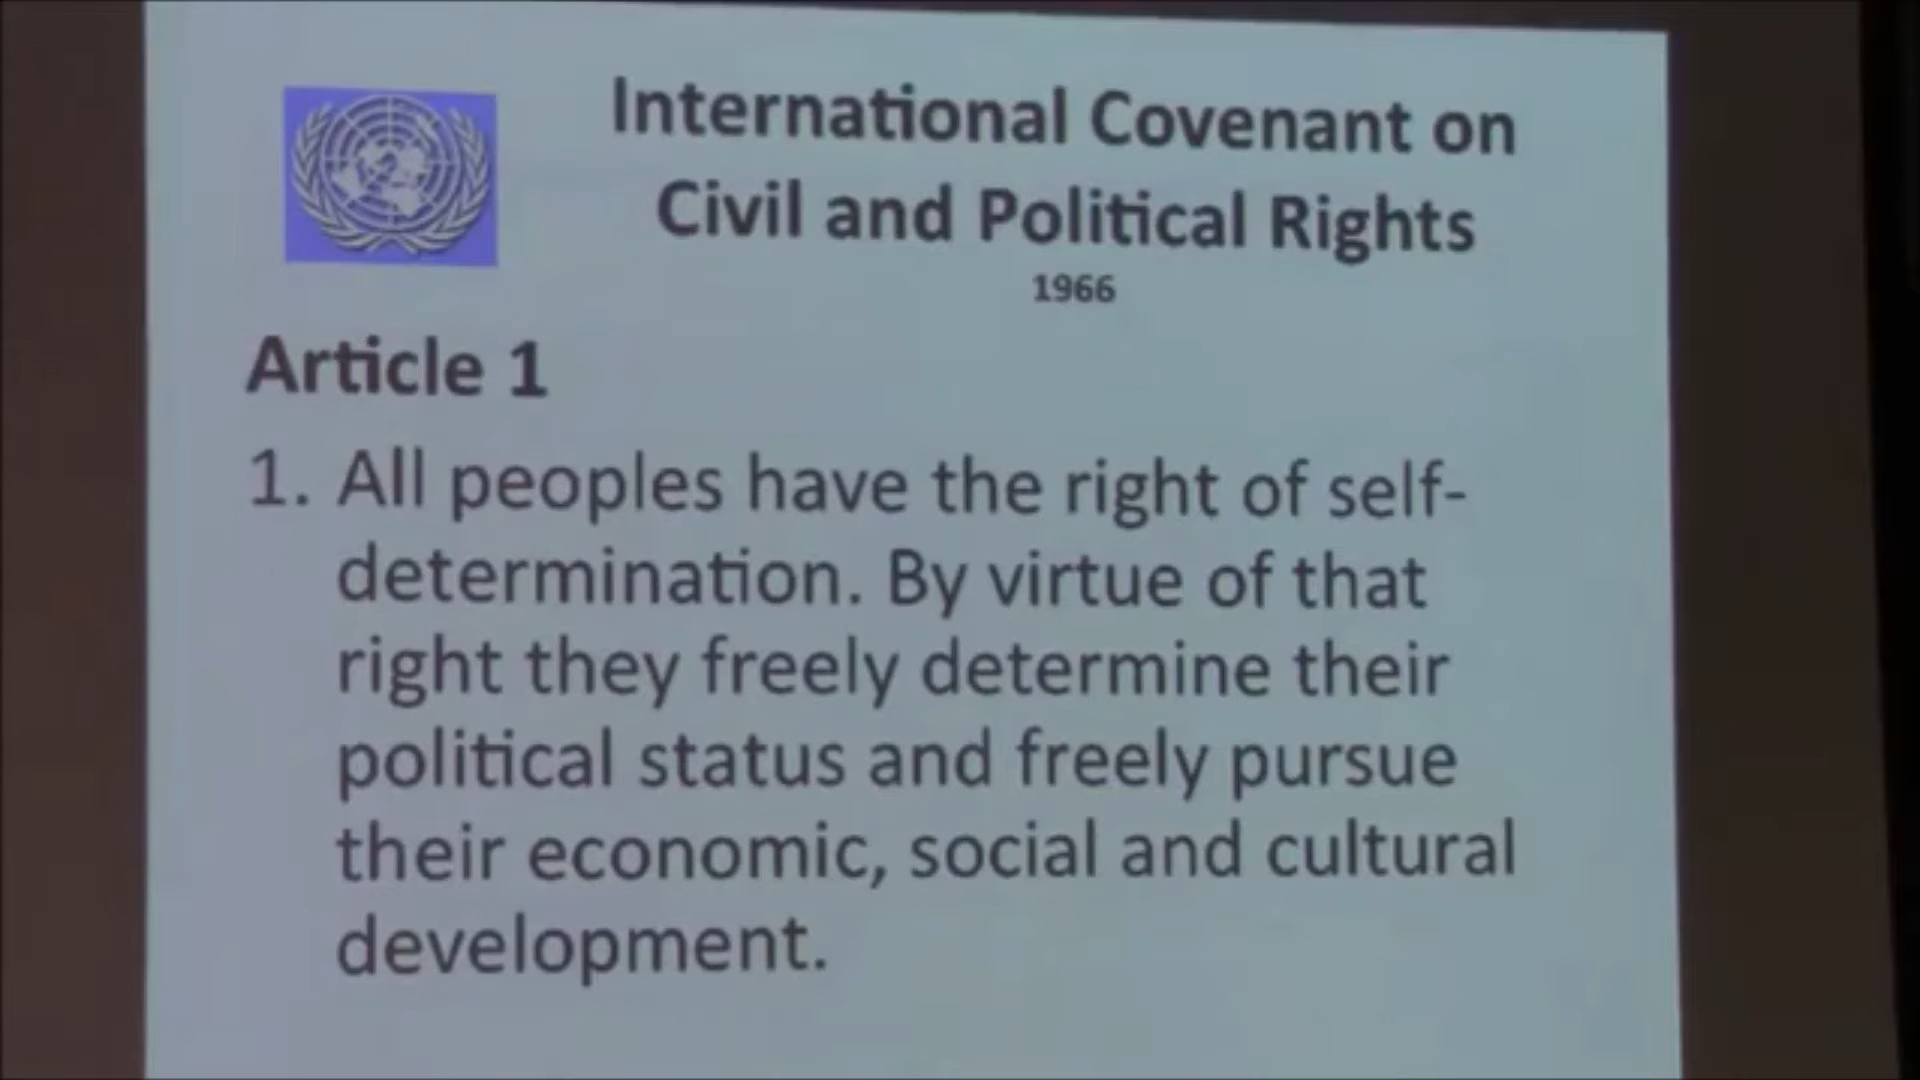 International Covenant on
Civil and Political Rights
1966
Article 1
1. All peoples have the right of self-
determination. By virtue of that
right they freely determine their
political status and freely pursue
their economic, social and cultural
development.